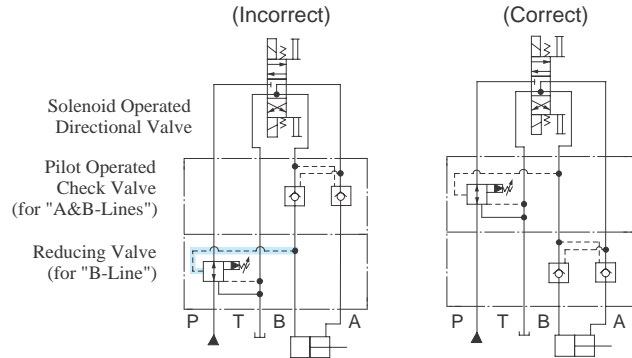 (Incorrect)
(Correct)
Solenoid Operated
Directional Valve
Pilot Operated
Check Valve
(for "A&B-Lines")
Reducing Valve
(for "B-Line")
P T B A
P T B A